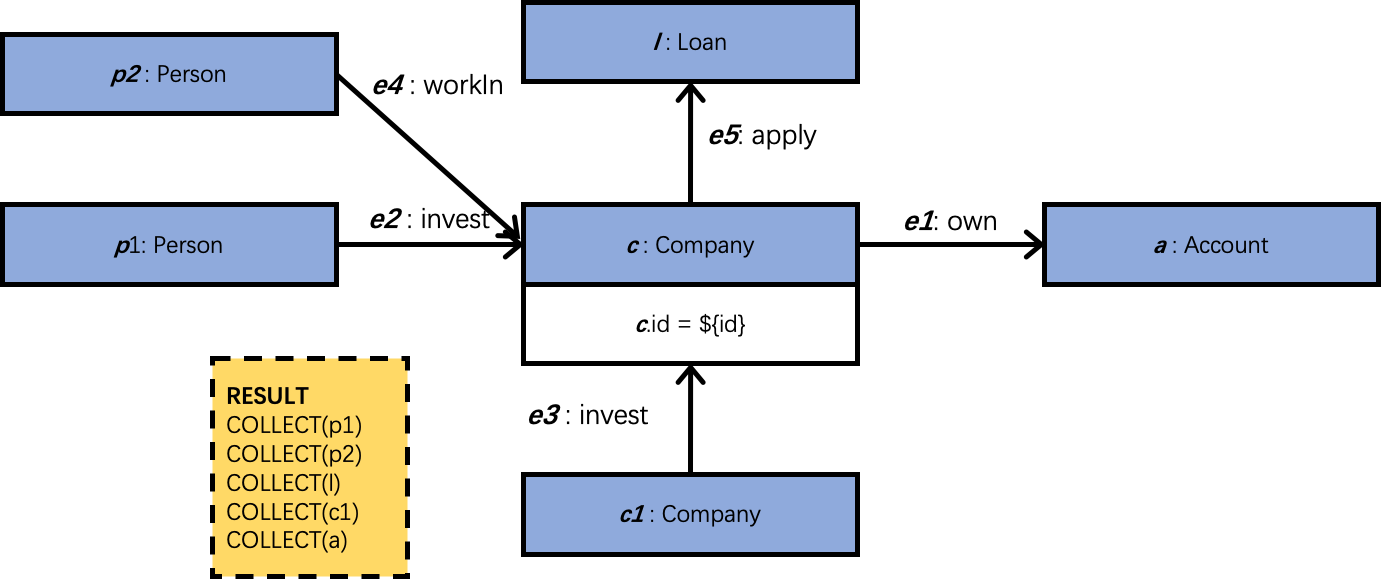 l : Loan
p2 : Person
e4 : workIn
e5: apply
e2 : invest
e1: own
p1: Person
c : Company
a : Account
c.id = ${id}
RESULT
COLLECT(p1)
COLLECT(p2)
COLLECT(l)
COLLECT(c1)
COLLECT(a)
e3 : invest
c1 : Company